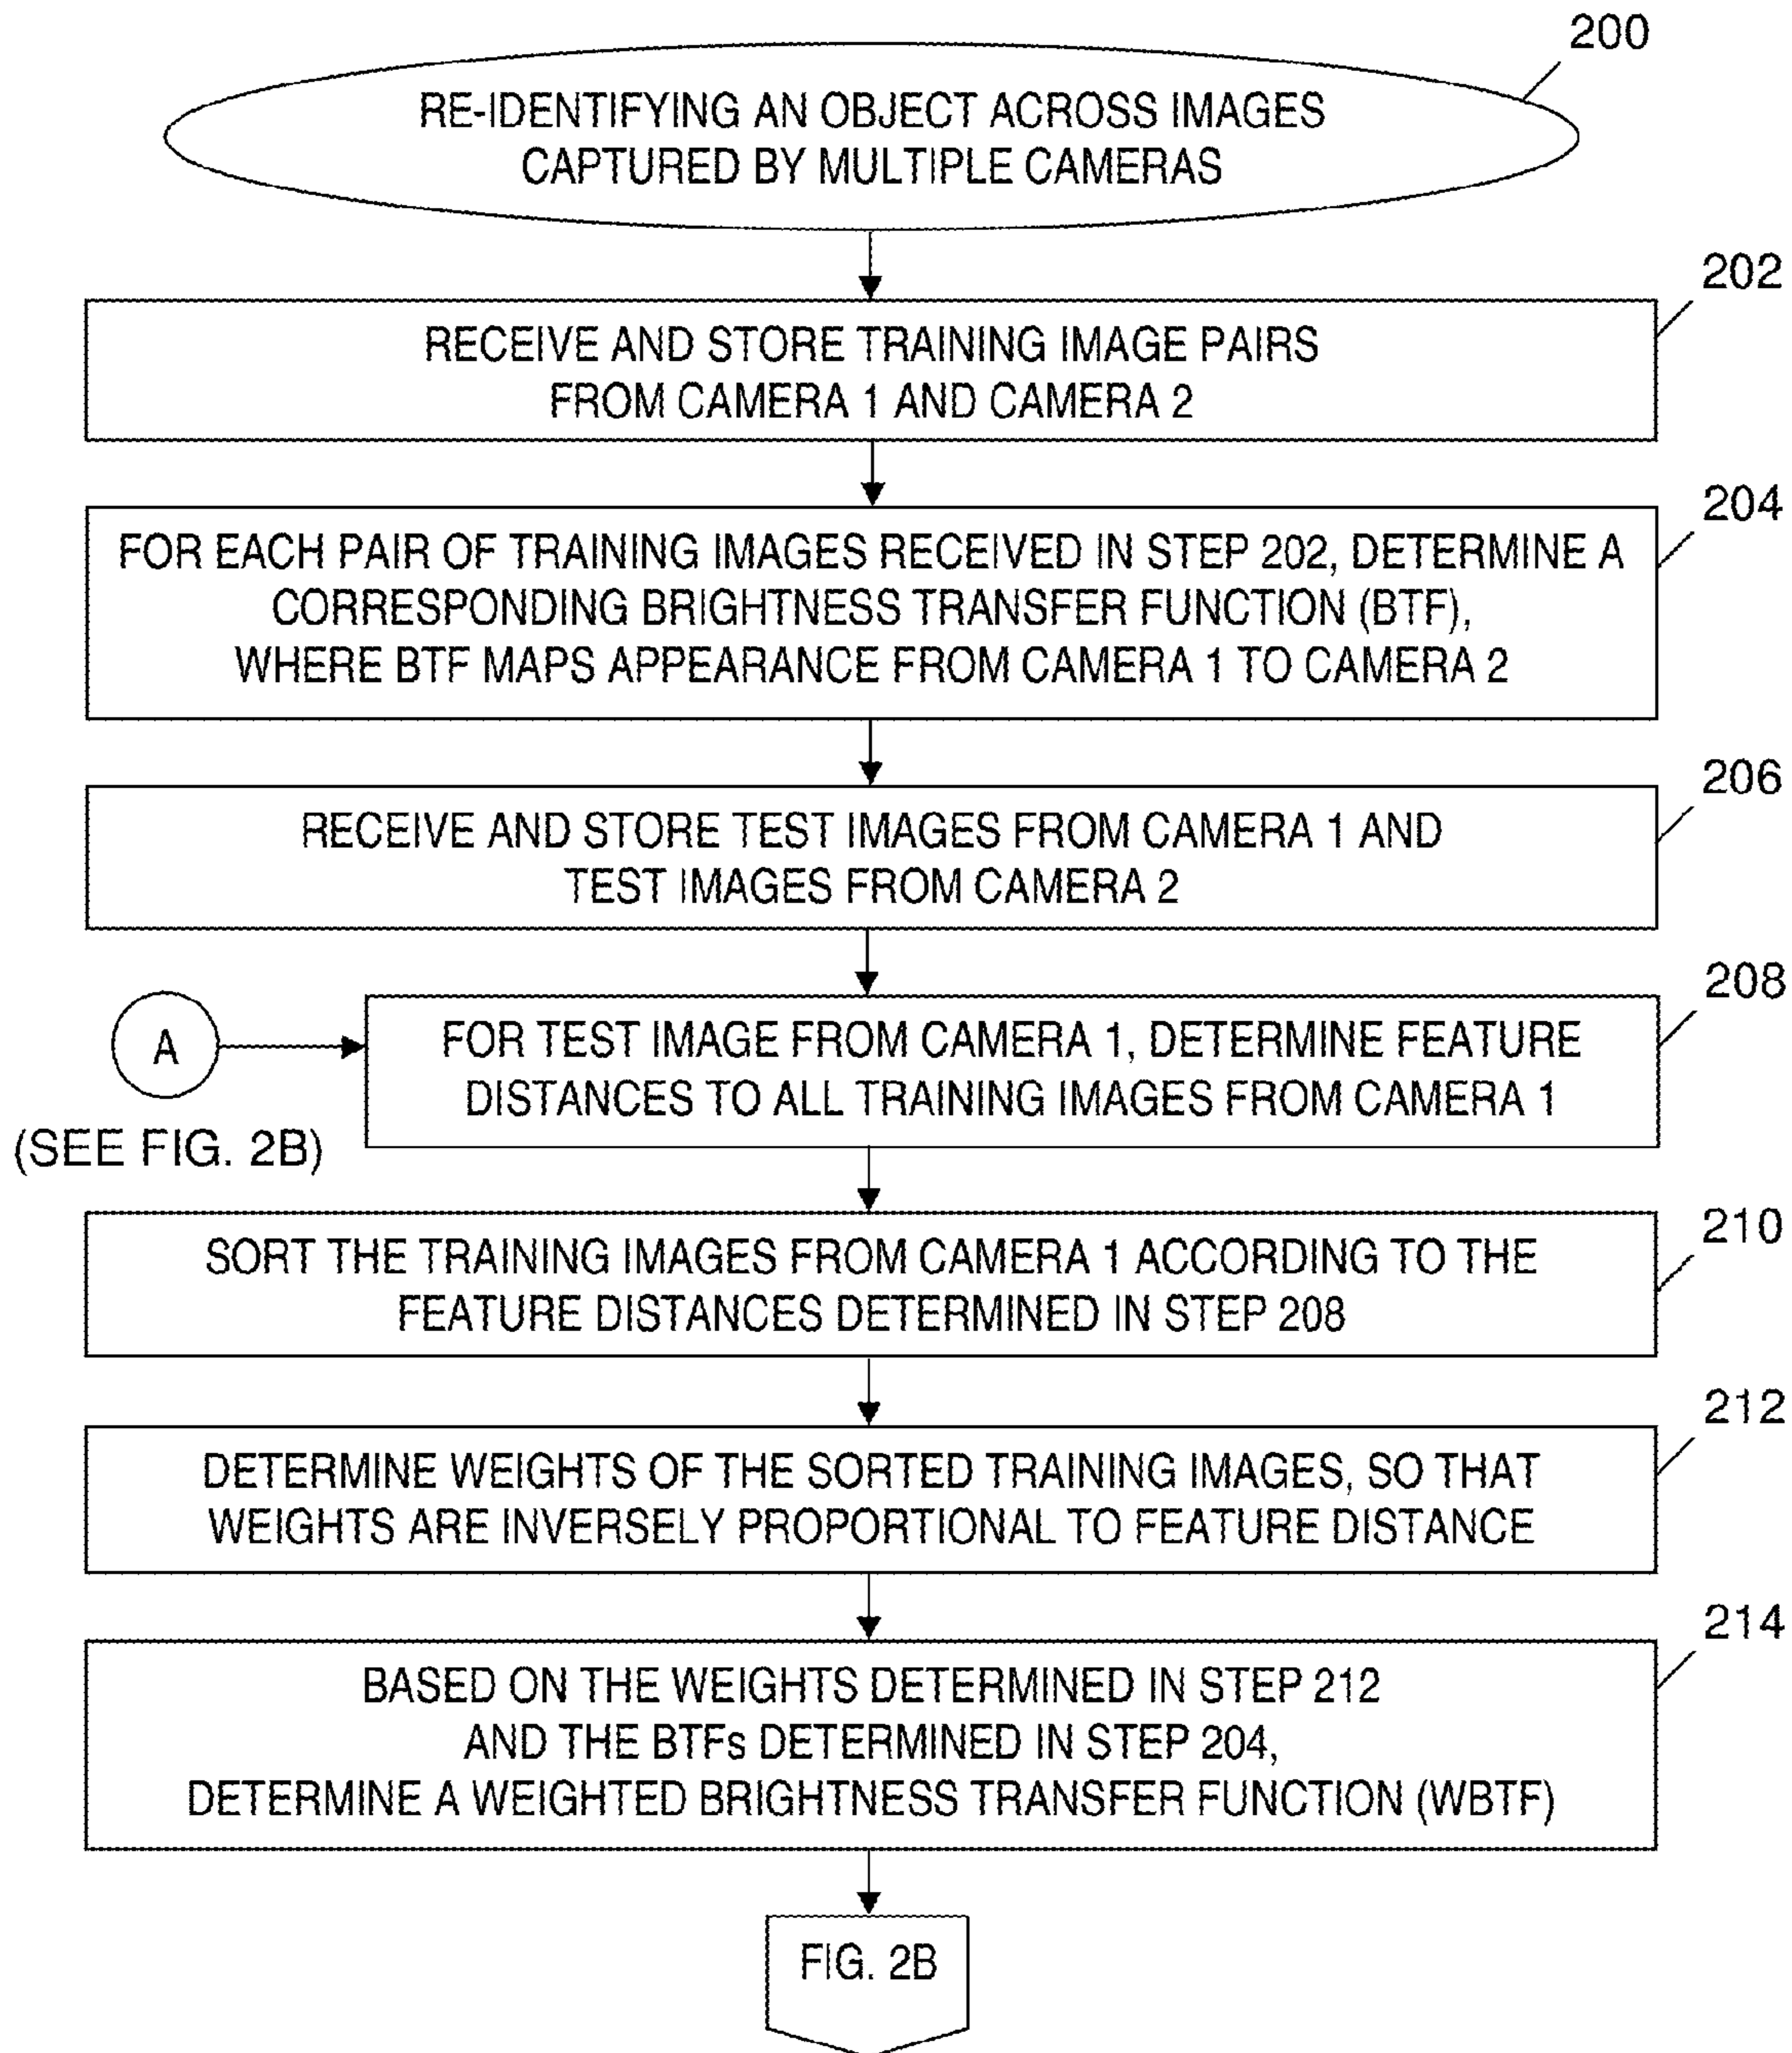 200
RE-IDENTIFYING AN OBJECT ACROSS IMAGES
CAPTURED BY MULTIPLE CAMERAS
202
RECEIVE AND STORE TRAINING IMAGE PAIRS
FROM CAMERA 1 AND CAMERA 2
204
FOR EACH PAIR OF TRAINING IMAGES RECEIVED IN STEP 202, DETERMINE A
CORRESPONDING BRIGHTNESS TRANSFER FUNCTION (BTF),
WHERE BTF MAPS APPEARANCE FROM CAMERA 1 TO CAMERA 2
206
RECEIVE AND STORE TEST IMAGES FROM CAMERA 1 AND
TEST IMAGES FROM CAMERA 2
208
A
(SEE FIG. 2B)
FOR TEST IMAGE FROM CAMERA 1, DETERMINE FEATURE
DISTANCES TO ALL TRAINING IMAGES FROM CAMERA 1
210
SORT THE TRAINING IMAGES FROM CAMERA 1 ACCORDING TO THE
FEATURE DISTANCES DETERMINED IN STEP 208
212
DETERMINE WEIGHTS OF THE SORTED TRAINING IMAGES, SO THAT
WEIGHTS ARE INVERSELY PROPORTIONAL TO FEATURE DISTANCE
214
BASED ON THE WEIGHTS DETERMINED IN STEP 212
AND THE BTFs DETERMINED IN STEP 204,
DETERMINE A WEIGHTED BRIGHTNESS TRANSFER FUNCTION (WBTF)
FIG. 2B